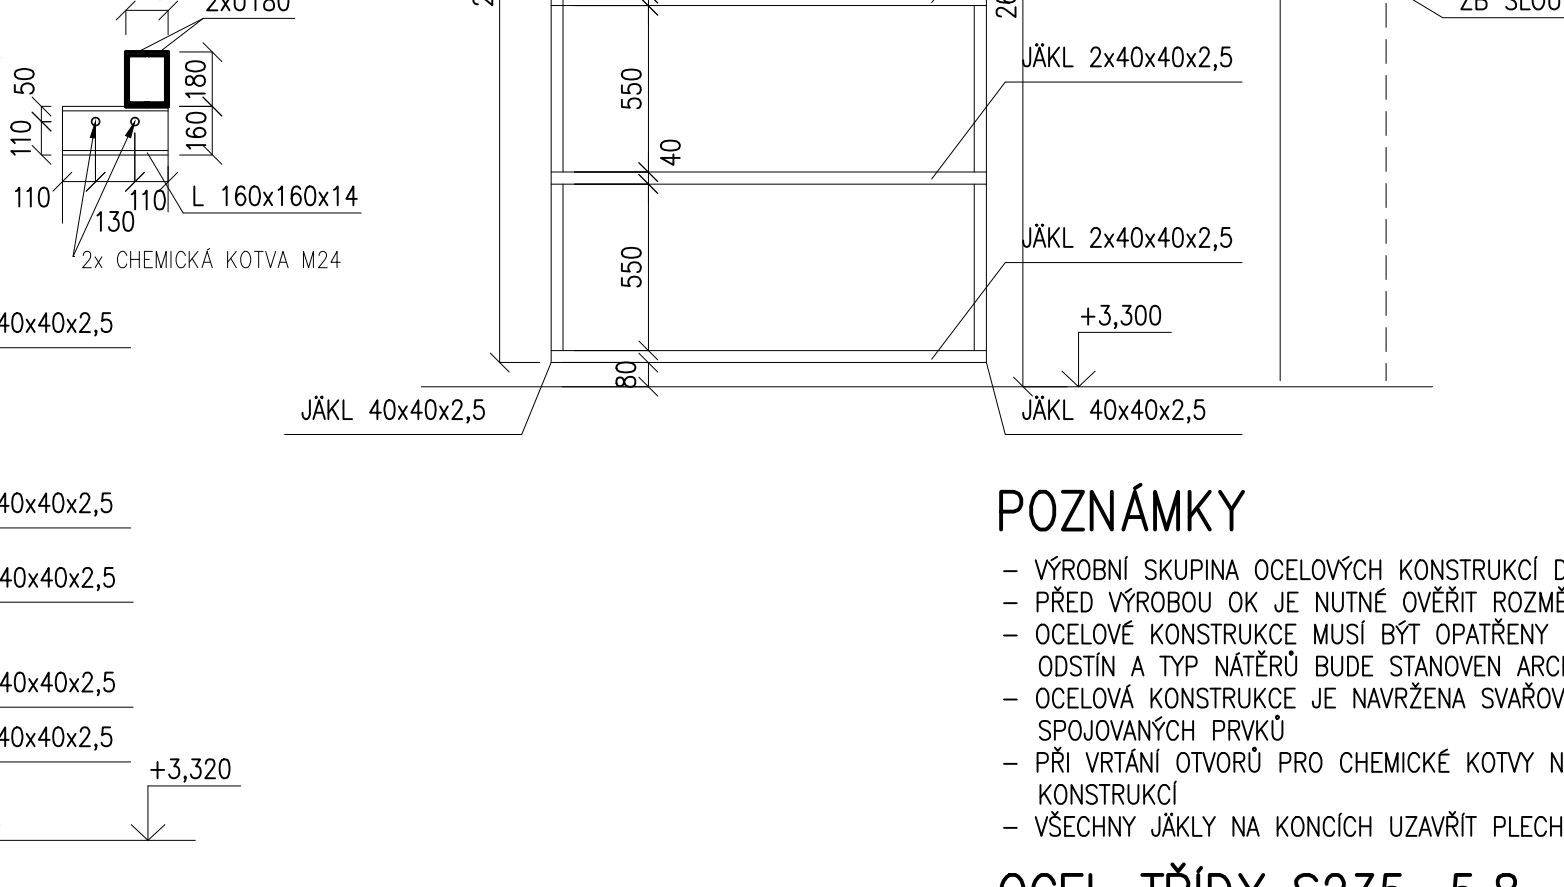 2xU180
50
180
110
160
110
110
130
L 160x160x14
2x CHEMICKÁ KOTVA M24
550
40
550
80
JÄKL 2x40x40x2,5
JÄKL 2x40x40x2,5
+3,300
JÄKL 40x40x2,5
JÄKL 40x40x2,5
40x40x2,5
40x40x2,5
40x40x2,5
40x40x2,5
40x40x2,5
+3,320
POZNÁMKY
– VÝROBNÍ SKUPINA OCELOVÝCH KONSTRUKCÍ
– PŘED VÝROBOU OK JE NUTNÉ OVĚŘIT
– OCELOVÉ KONSTRUKCE MUSÍ BÝT OPATŘENY
ODSTÍN A TYP NÁTĚRŮ BUDE STANOVEN
– OCELOVÁ KONSTRUKCE JE NAVRŽENA
SPOJOVANÝCH PRVKŮ
– PŘI VRTÁNÍ OTVORŮ PRO CHEMICKÉ KOTVY
KONSTRUKCÍ
– VŠECHNY JÄKLY NA KONCÍCH UZAVŘÍT PLECH